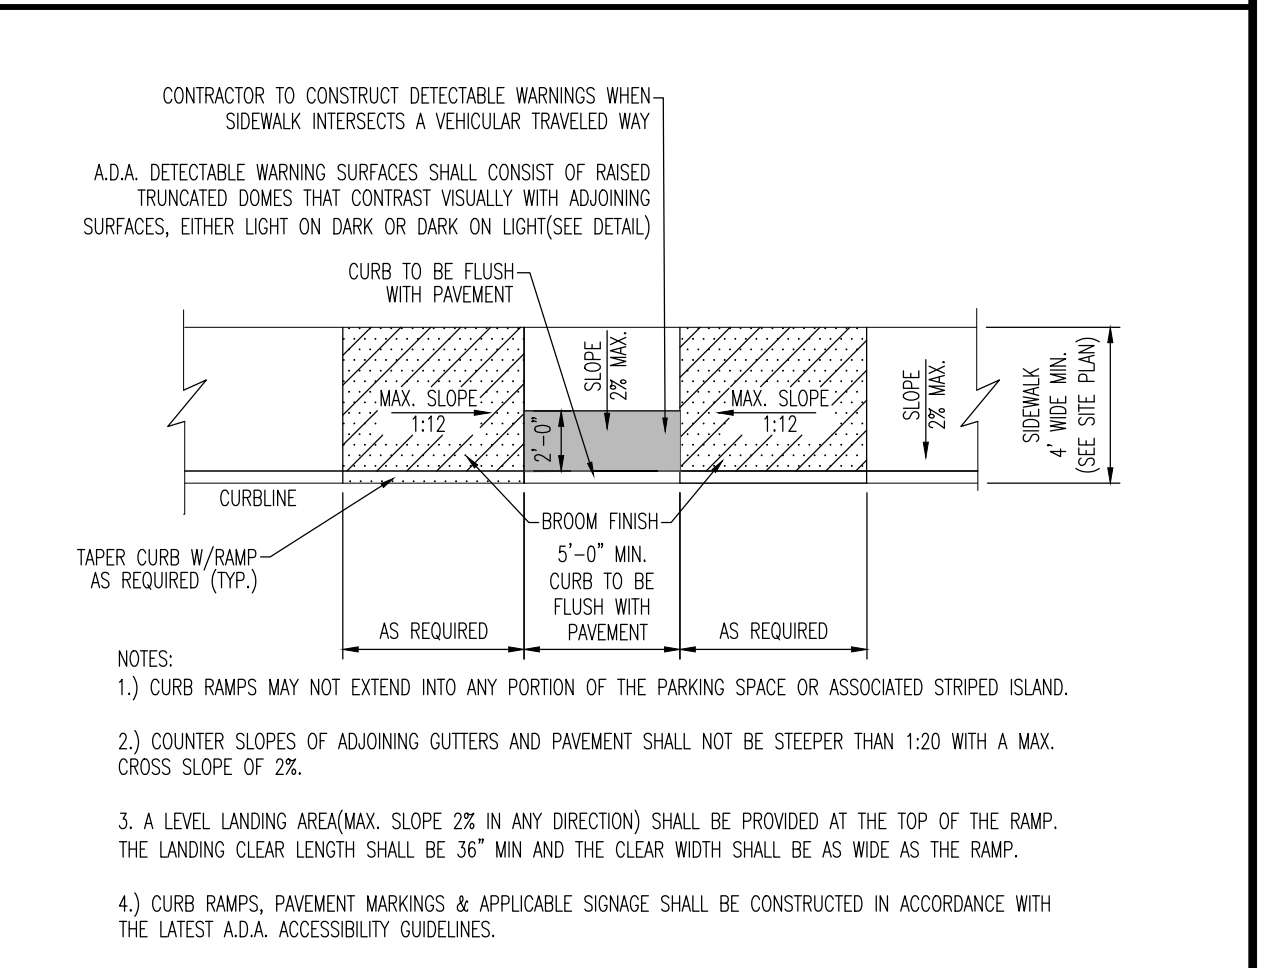 CONTRACTOR TO CONSTRUCT DETECTABLE WARNINGS WHEN
SIDEWALK INTERSECTS A VEHICULAR TRAVELED WAY
A.D.A. DETECTABLE WARNING SURFACES SHALL CONSIST OF RAISED
TRUNCATED DOMES THAT CONTRAST VISUALLY WITH ADJOINING
SURFACES, EITHER LIGHT ON DARK OR DARK ON LIGHT(SEE DETAIL)
CURB TO BE FLUSH
WITH PAVEMENT
MAX. SLOPE
1:12
SLOPE
2% MAX.
2'-0"
MAX. SLOPE
1:12
SLOPE
2% MAX.
SIDEWALK
4' WIDE MIN.
(SEE SITE PLAN)
CURBLINE
TAPER CURB W/RAMP
AS REQUIRED (TYP.)
BROOM FINISH
5'-0" MIN.
CURB TO BE
FLUSH WITH
PAVEMENT
AS REQUIRED
AS REQUIRED
NOTES:
1.) CURB RAMPS MAY NOT EXTEND INTO ANY PORTION OF THE PARKING SPACE OR ASSOCIATED STRIPED ISLAND.
2.) COUNTER SLOPES OF ADJOINING GUTTERS AND PAVEMENT SHALL NOT BE STEEPER THAN 1:20 WITH A MAX.
CROSS SLOPE OF 2%.
3. A LEVEL LANDING AREA(MAX. SLOPE 2% IN ANY DIRECTION) SHALL BE PROVIDED AT THE TOP OF THE RAMP.
THE LANDING CLEAR LENGTH SHALL BE 36" MIN AND THE CLEAR WIDTH SHALL BE AS WIDE AS THE RAMP.
4.) CURB RAMPS, PAVEMENT MARKINGS & APPLICABLE SIGNAGE SHALL BE CONSTRUCTED IN ACCORDANCE WITH
THE LATEST A.D.A. ACCESSIBILITY GUIDELINES.